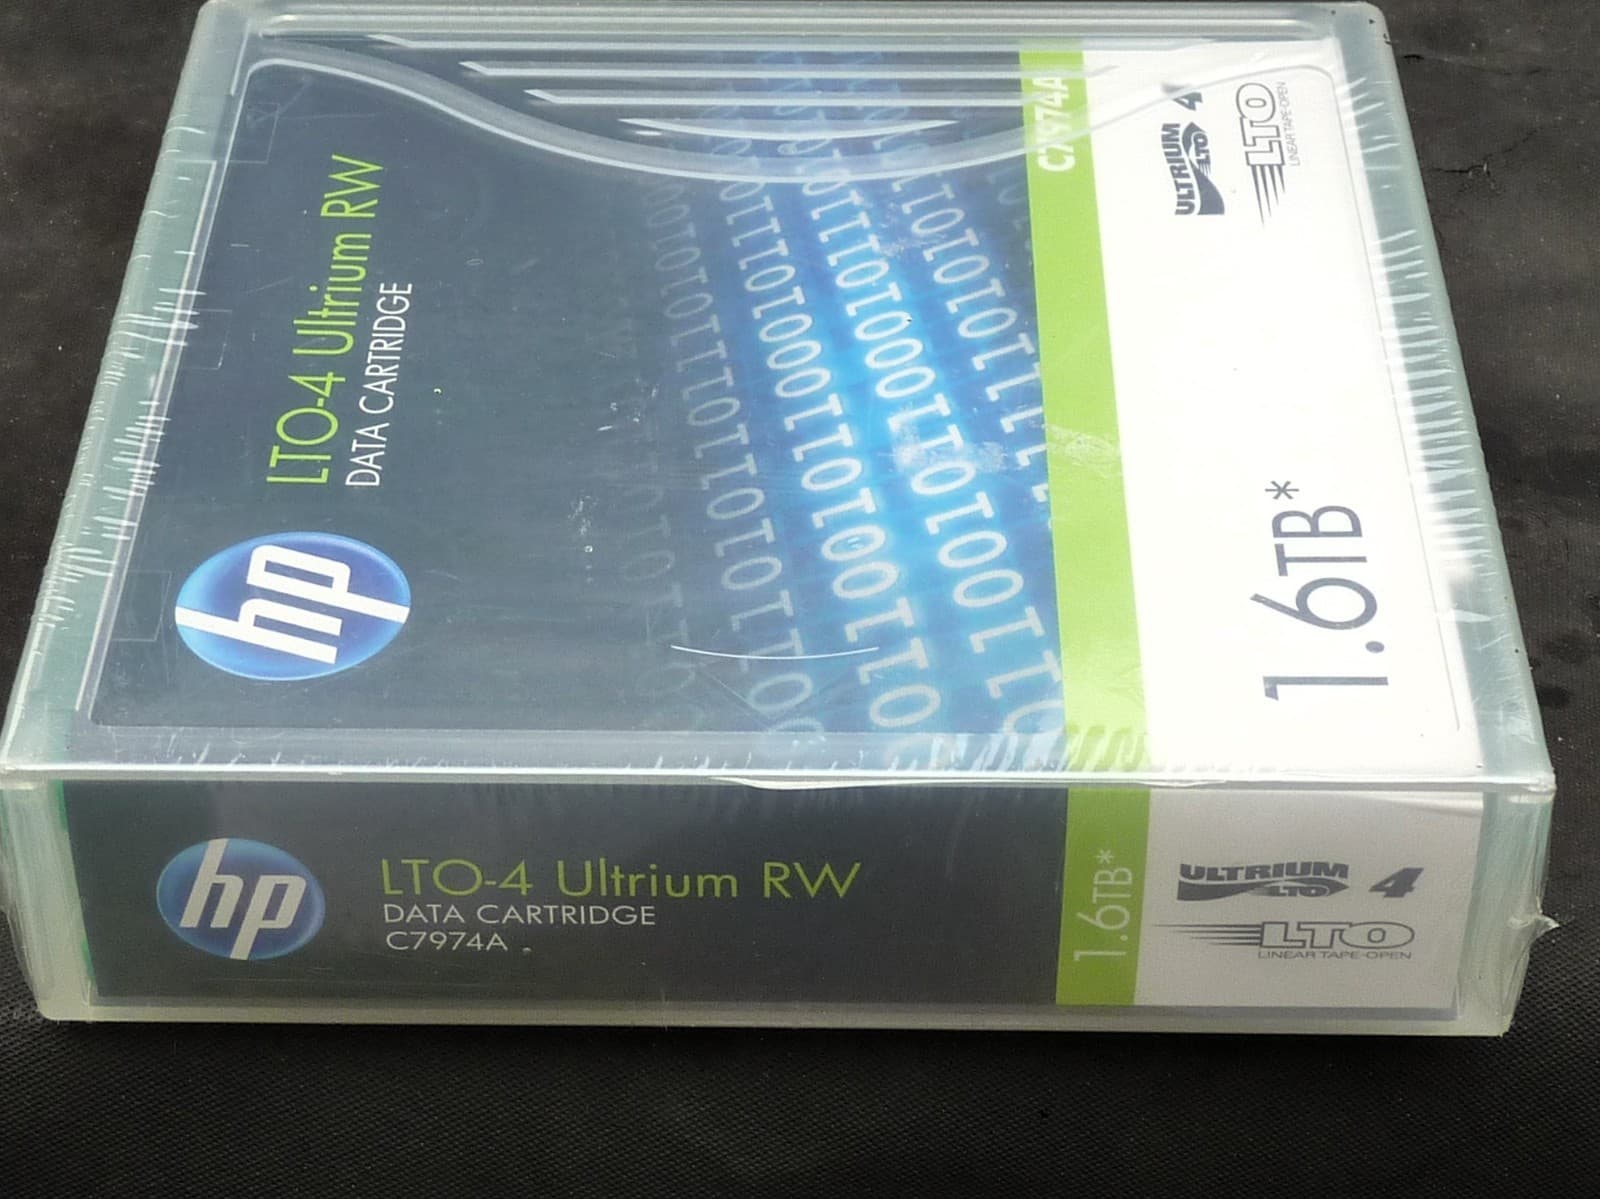 hp
LTO-4 Ultrium RW
DATA CARTRIDGE
C7974A
1.6TB*
ULTRIUM
LTO
4
LTO
LINEAR TAPE-OPEN
hp
LTO-4 Ultrium RW
DATA CARTRIDGE
C7974A
1.6TB*
ULTRIUM
LTO
4
LTO
LINEAR TAPE-OPEN